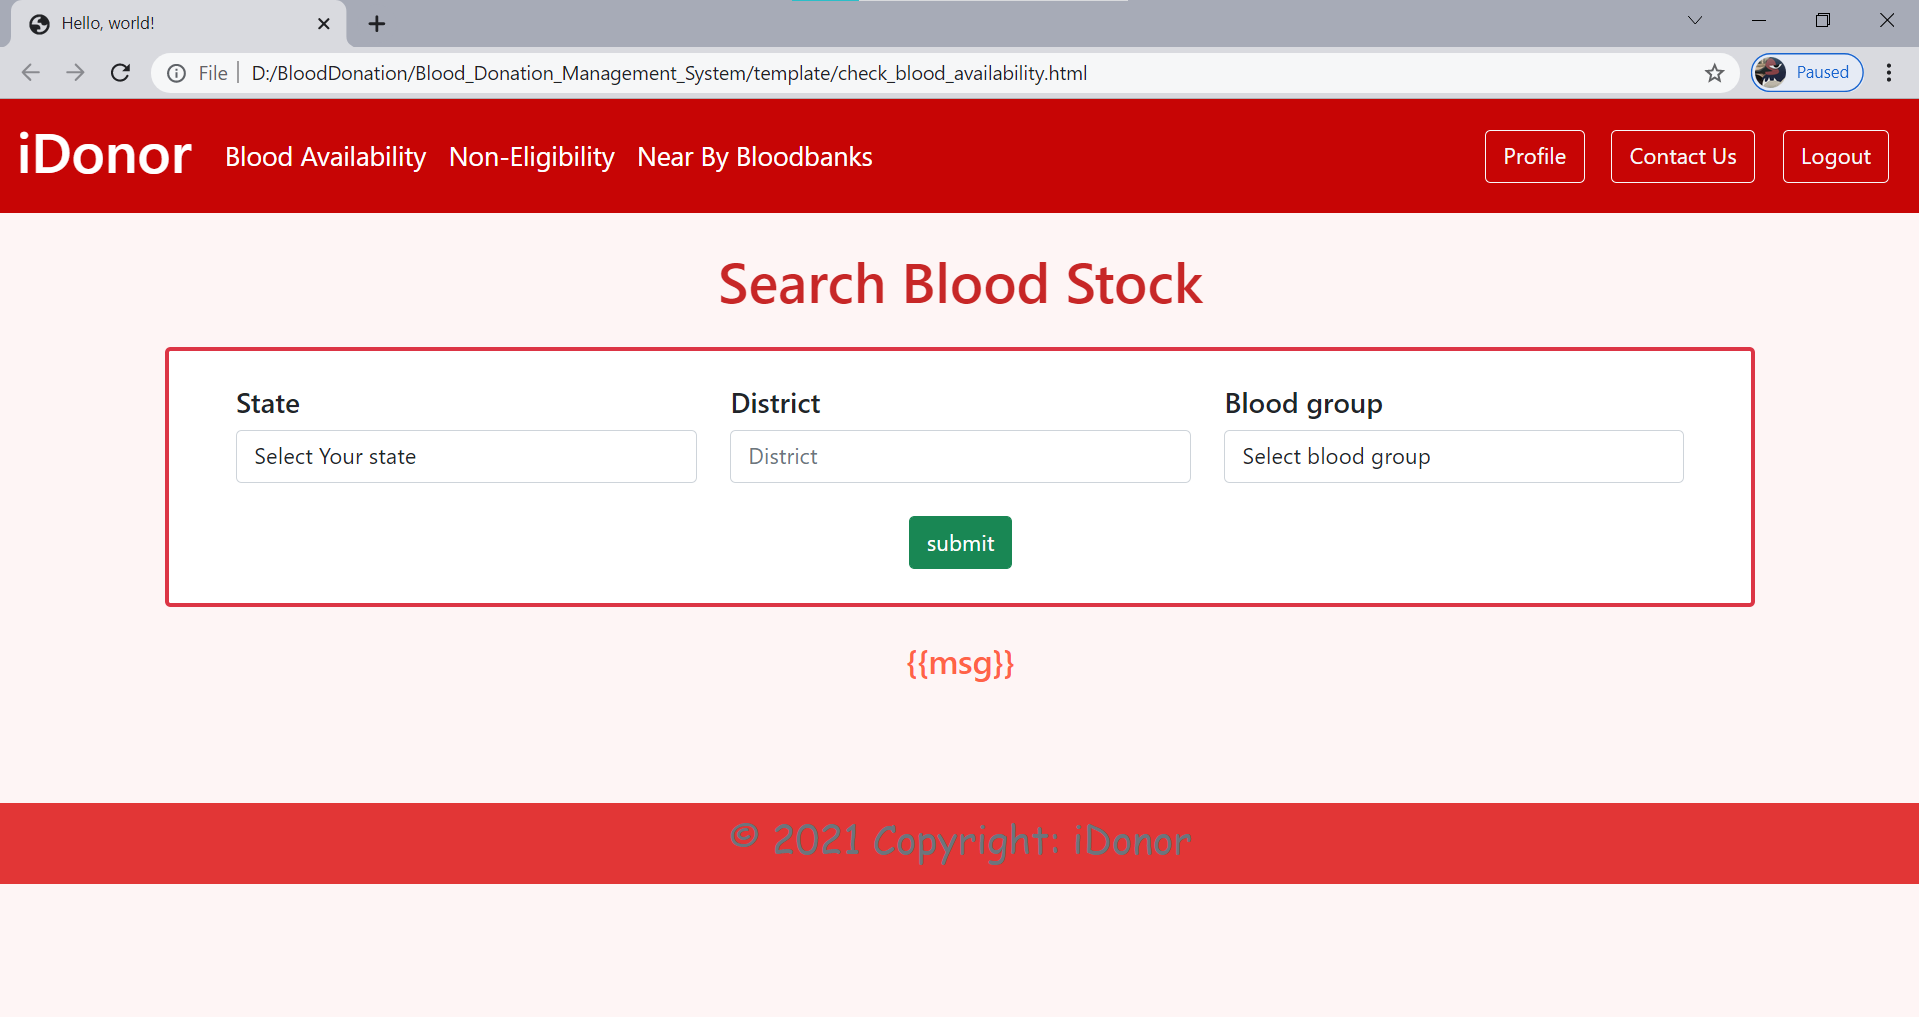 Hello, world!
File D:/BloodDonation/Blood_Donation_Management_System/template/check_blood_availability.html Paused
iDonor Blood Availability Non-Eligibility Near By Bloodbanks Profile Contact Us Logout
Search Blood Stock
State District Blood group
Select Your state District Select blood group
submit
{{msg}}
© 2021 Copyright: iDonor